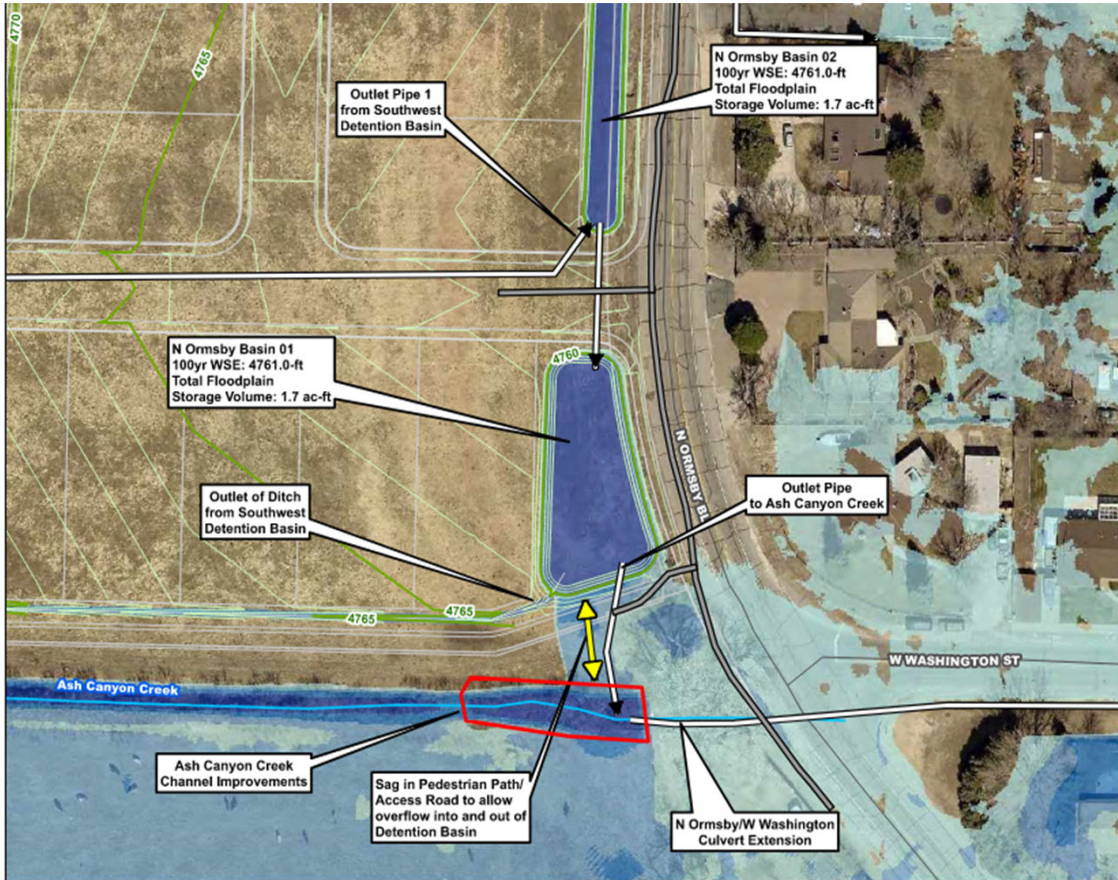 4770
4765
Outlet Pipe 1
from Southwest
Detention Basin
N Ormsby Basin 02
100yr WSE: 4761.0-ft
Total Floodplain
Storage Volume: 1.7 ac-ft
N Ormsby Basin 01
100yr WSE: 4761.0-ft
Total Floodplain
Storage Volume: 1.7 ac-ft
4760
N ORMSBY BL
Outlet of Ditch
from Southwest
Detention Basin
Outlet Pipe
to Ash Canyon Creek
4765
4765
W WASHINGTON ST
Ash Canyon Creek
Ash Canyon Creek
Channel Improvements
Sag in Pedestrian Path/
Access Road to allow
overflow into and out of
Detention Basin
N Ormsby/W Washington
Culvert Extension